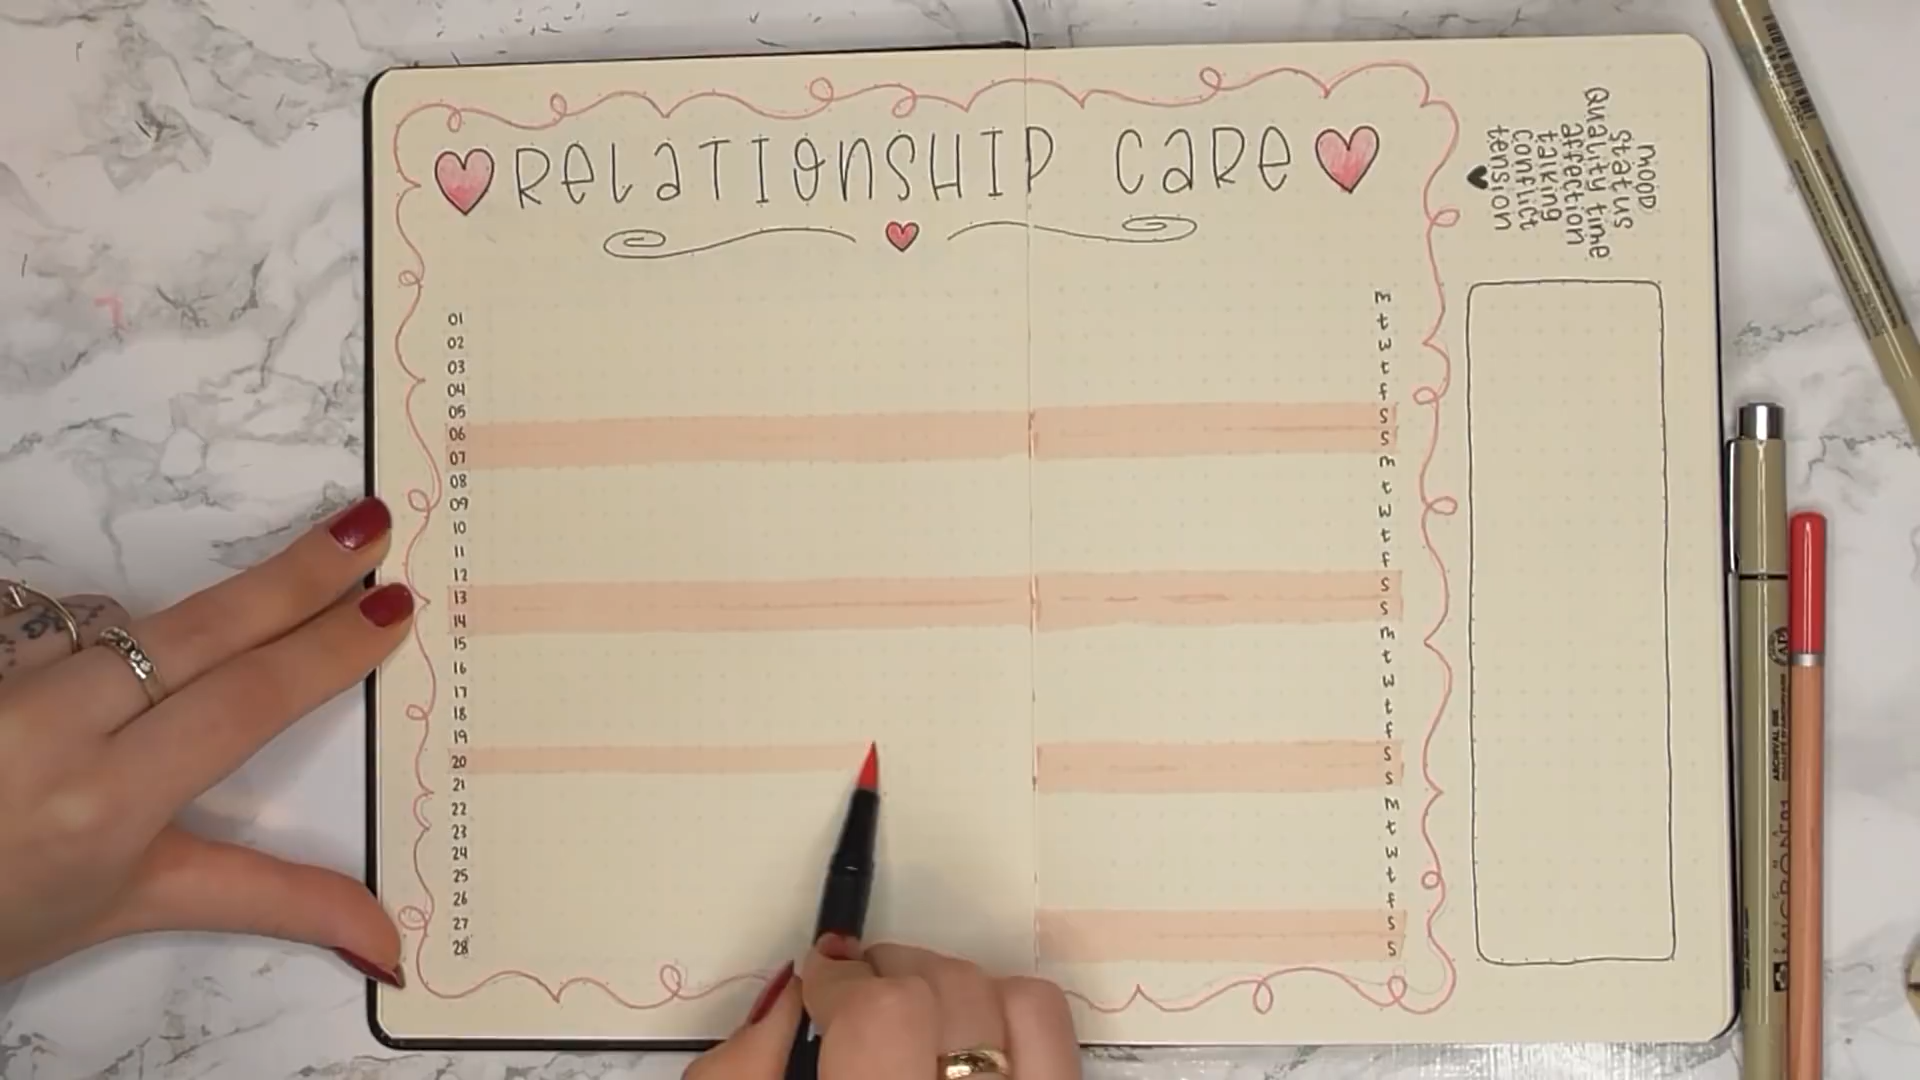 RelaTIonSHIP Care
01
02
03
04
05
06
07
08
09
10
11
12
13
14
15
16
17
18
19
20
21
22
23
24
25
26
27
28
m
t
w
t
f
s
s
m
t
w
t
f
s
s
m
t
w
t
f
s
s
m
t
w
t
f
s
s
mood
status
Quality time
affection
talking
conflict
tension